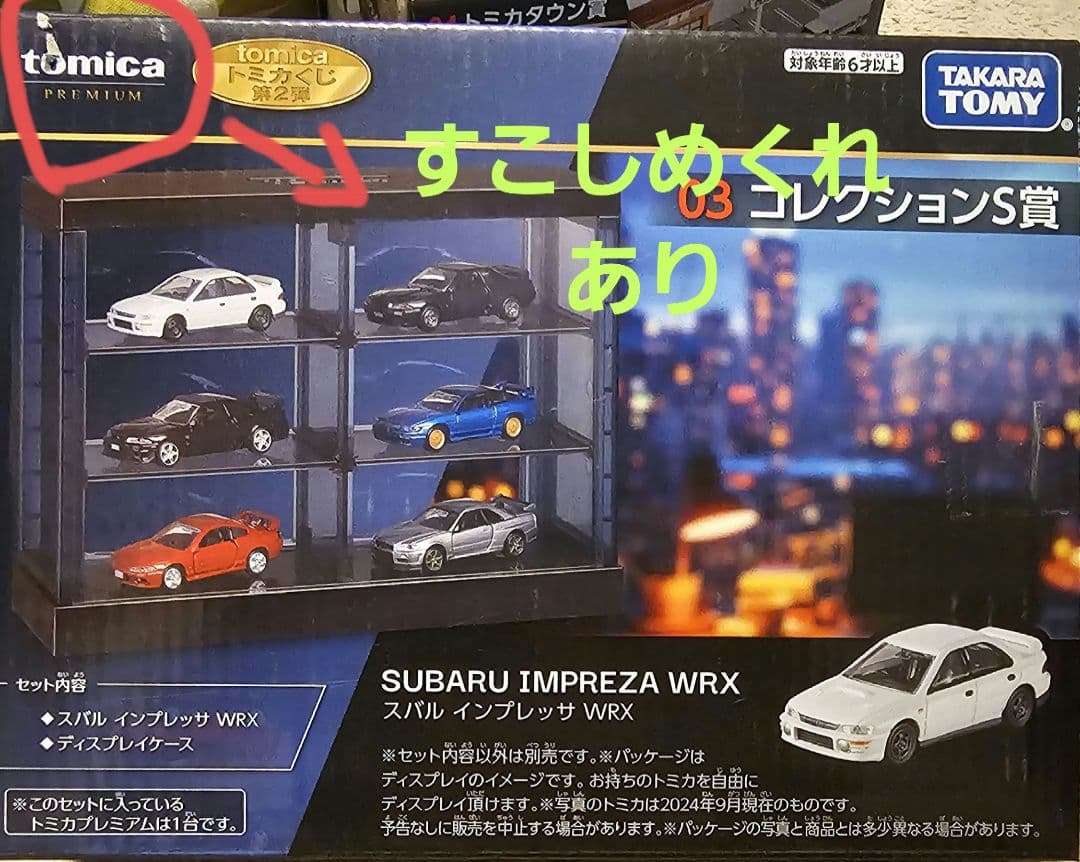 トミカタウン賞
tomica
PREMIUM
tomica
トミカくじ
第2弾
対象年齢6才以上
TAKARA
TOMY
すこしめくれ
あり
03 コレクションS賞
セット内容
◆スバル インプレッサ WRX
◆ディスプレイケース
※このセットに入っている
トミカプレミアムは1台です。
SUBARU IMPREZA WRX
スバル インプレッサ WRX
※セット内容以外は別売です。※パッケージは
ディスプレイのイメージです。お持ちのトミカを自由に
ディスプレイ頂けます。※写真のトミカは2024年9月現在のものです。
予告なしに販売を中止する場合があります。※パッケージの写真と商品とは多少異なる場合があります。